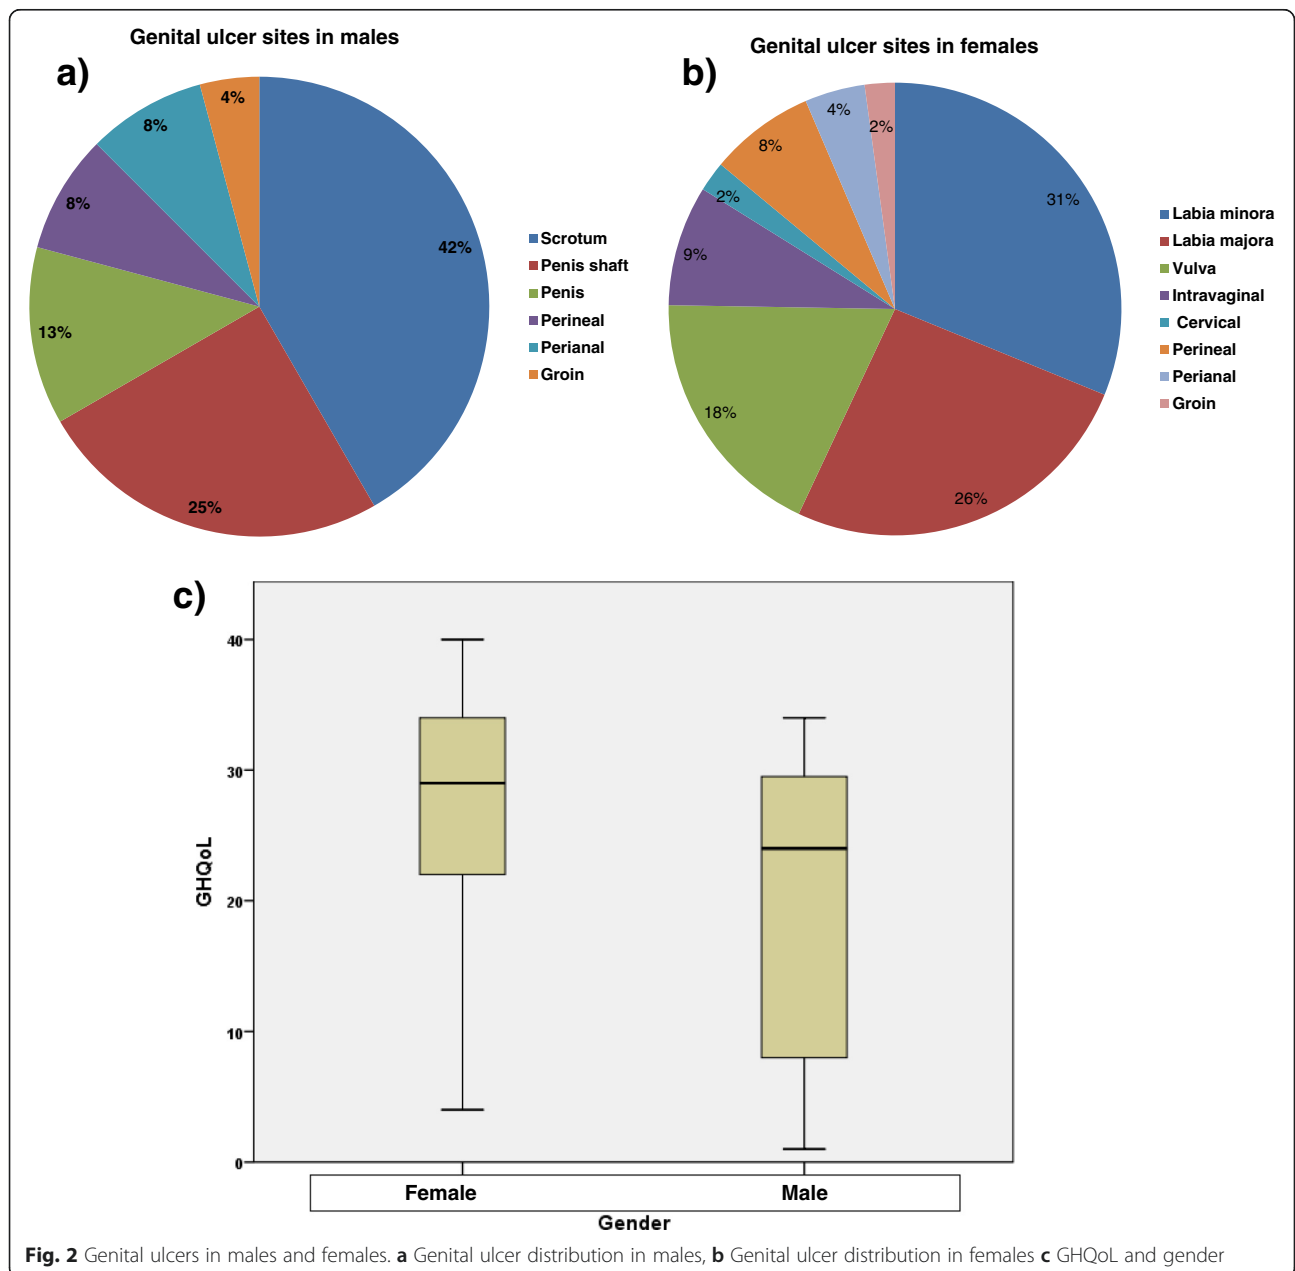 Genital ulcer sites in males
a)
4%
8%
8%
13%
25%
42%
Scrotum
Penis shaft
Penis
Perineal
Perianal
Groin
Genital ulcer sites in females
b)
2%
4%
8%
2%
9%
18%
26%
31%
Labia minora
Labia majora
Vulva
Intravaginal
Cervical
Perineal
Perianal
Groin
c)
40
30
20
10
0
GHQoL
Female Male
Gender
Fig. 2 Genital ulcers in males and females. a Genital ulcer distribution in males, b Genital ulcer distribution in females c GHQoL and gender